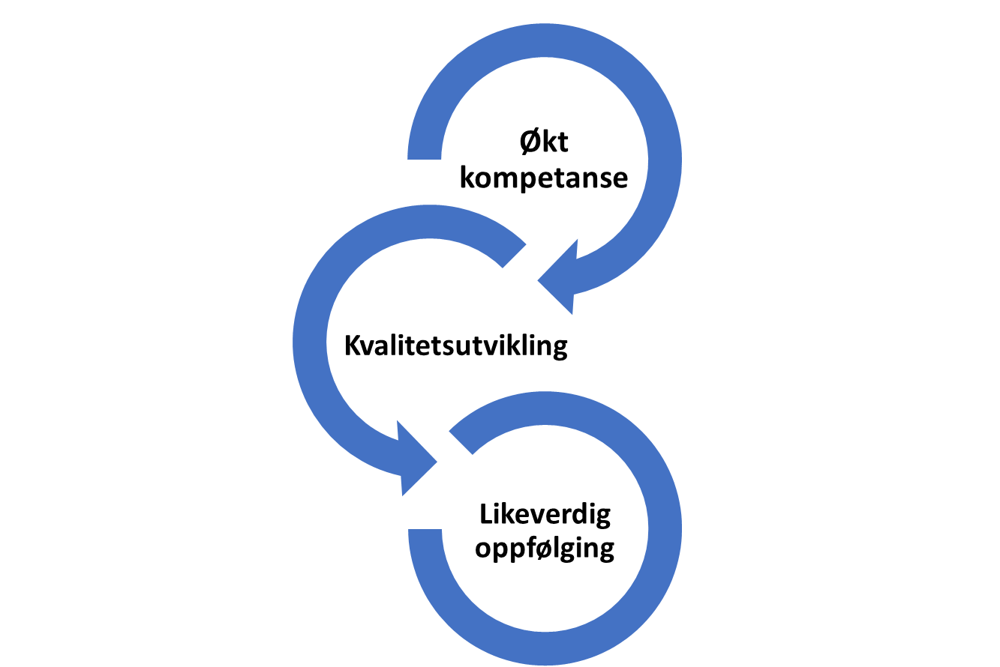 Økt
kompetanse
Kvalitetsutvikling
Likeverdig
oppfølging